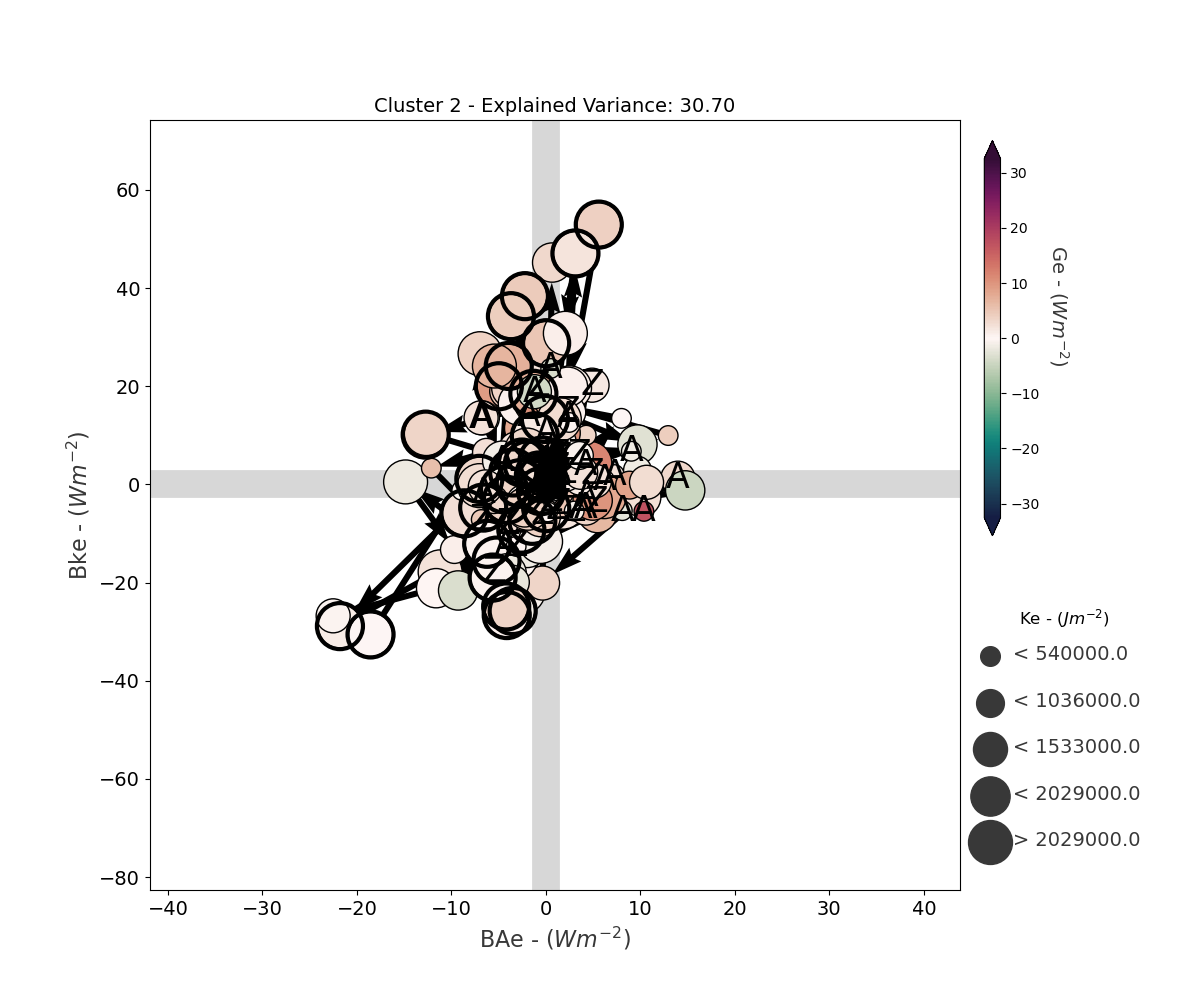 Cluster 2 - Explained Variance: 30.70
60
40
20
0
−20
−40
−60
−80
−40
−30
−20
−10
0
10
20
30
40
Bke - (Wm⁻²)
BAe - (Wm⁻²)
30
20
10
0
−10
−20
−30
Ge - (Wm⁻²)
Ke - (Jm⁻²)
< 540000.0
< 1036000.0
< 1533000.0
< 2029000.0
> 2029000.0
A
Z
A
A
A
A
A
A